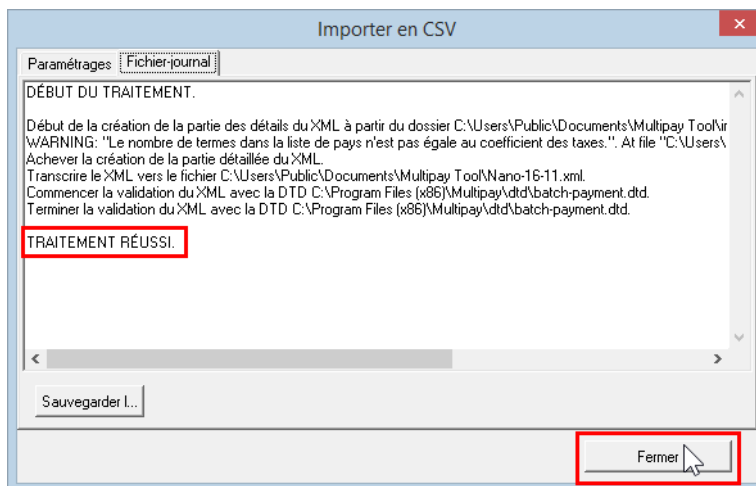 Importer en CSV
Paramétrages Fichier-journal
DÉBUT DU TRAITEMENT.
Début de la création de la partie des détails du XML à partir du dossier C:\Users\Public\Documents\Multipay Tool\ir
WARNING: "Le nombre de termes dans la liste de pays n'est pas égale au coefficient des taxes.". At file "C:\Users\
Achever la création de la partie détaillée du XML.
Transcrire le XML vers le fichier C:\Users\Public\Documents\Multipay Tool\Nano-16-11.xml.
Commencer la validation du XML avec la DTD C:\Program Files (x86)\Multipay\dtd\batch-payment.dtd.
Terminer la validation du XML avec la DTD C:\Program Files (x86)\Multipay\dtd\batch-payment.dtd.
TRAITEMENT RÉUSSI.
Sauvegarder l...
Fermer